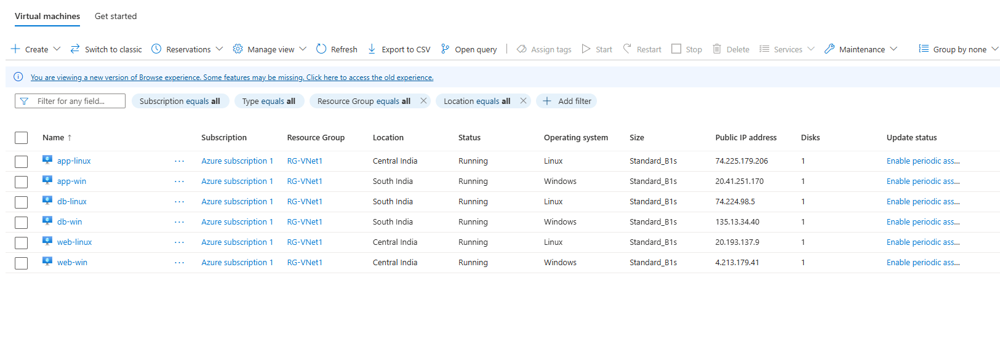 Virtual machines Get started
Create Switch to classic Reservations Manage view Refresh Export to CSV Open query Assign tags Start Restart Stop Delete Services Maintenance Group by none
You are viewing a new version of Browse experience. Some features may be missing. Click here to access the old experience.
Filter for any field... Subscription equals all Type equals all Resource Group equals all Location equals all Add filter
Name ↑ Subscription Resource Group Location Status Operating system Size Public IP address Disks Update status
app-linux ... Azure subscription 1 RG-VNet1 Central India Running Linux Standard_B1s 74.225.179.206 1 Enable periodic ass...
app-win ... Azure subscription 1 RG-VNet1 South India Running Windows Standard_B1s 20.41.251.170 1 Enable periodic ass...
db-linux ... Azure subscription 1 RG-VNet1 South India Running Linux Standard_B1s 74.224.98.5 1 Enable periodic ass...
db-win ... Azure subscription 1 RG-VNet1 South India Running Windows Standard_B1s 135.13.34.40 1 Enable periodic ass...
web-linux ... Azure subscription 1 RG-VNet1 Central India Running Linux Standard_B1s 20.193.137.9 1 Enable periodic ass...
web-win ... Azure subscription 1 RG-VNet1 Central India Running Windows Standard_B1s 4.213.179.41 1 Enable periodic ass...